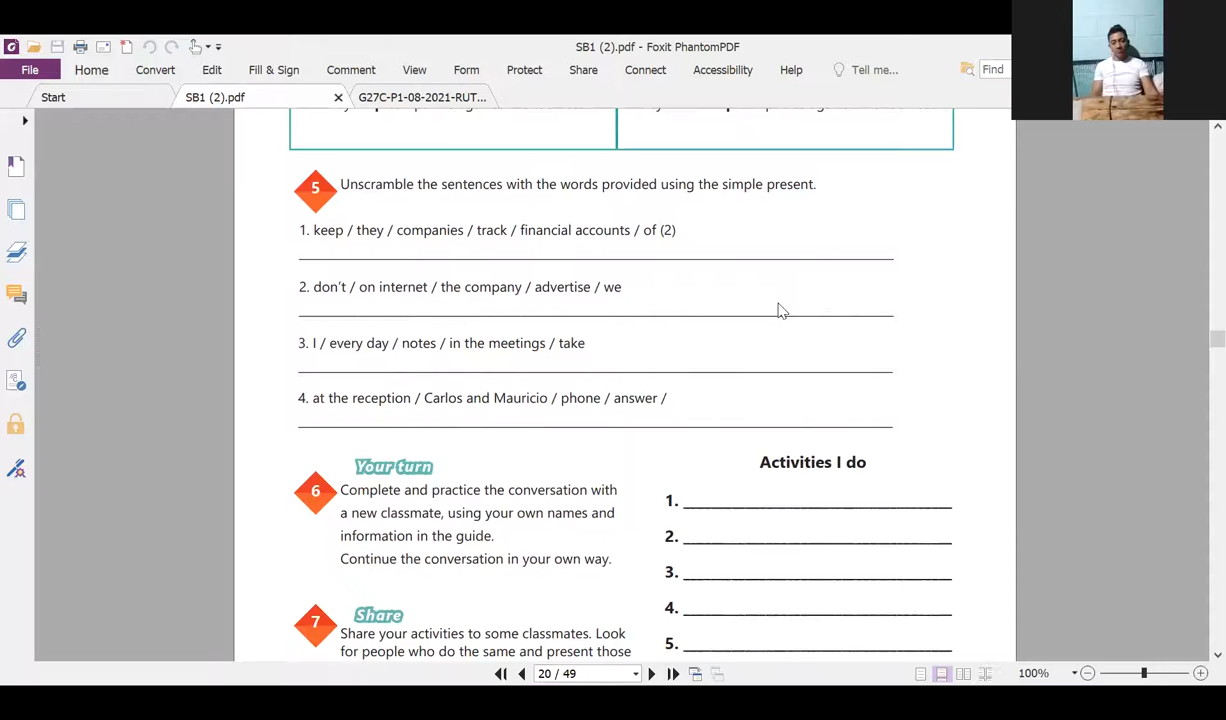 SB1 (2).pdf - Foxit PhantomPDF
File Home Convert Edit Fill & Sign Comment View Form Protect Share Connect Accessibility Help Tell me... Find
Start SB1 (2).pdf G27C-P1-08-2021-RUT...
5 Unscramble the sentences with the words provided using the simple present.
1. keep / they / companies / track / financial accounts / of (2)
2. don't / on internet / the company / advertise / we
3. I / every day / notes / in the meetings / take
4. at the reception / Carlos and Mauricio / phone / answer /
Your turn
6 Complete and practice the conversation with
a new classmate, using your own names and
information in the guide.
Continue the conversation in your own way.
7 Share
Share your activities to some classmates. Look
for people who do the same and present those
Activities I do
1.
2.
3.
4.
5.
20 / 49
100%